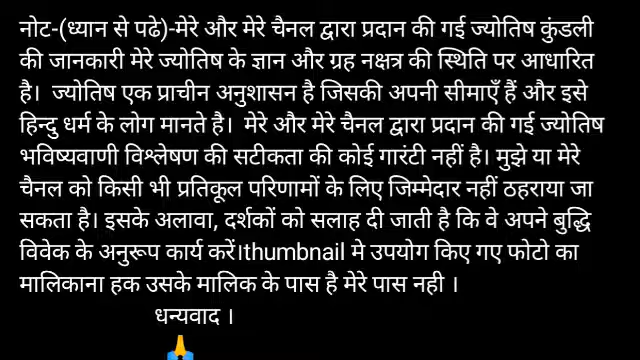 नोट-(ध्यान से पढे)-मेरे और मेरे चैनल द्वारा प्रदान की गई ज्योतिष कुंडली
की जानकारी मेरे ज्योतिष के ज्ञान और ग्रह नक्षत्र की स्थिति पर आधारित
है। ज्योतिष एक प्राचीन अनुशासन है जिसकी अपनी सीमाएँ हैं और इसे
हिन्दु धर्म के लोग मानते है। मेरे और मेरे चैनल द्वारा प्रदान की गई ज्योतिष
भविष्यवाणी विश्लेषण की सटीकता की कोई गारंटी नहीं है। मुझे या मेरे
चैनल को किसी भी प्रतिकूल परिणामों के लिए जिम्मेदार नहीं ठहराया जा
सकता है। इसके अलावा, दर्शकों को सलाह दी जाती है कि वे अपने बुद्धि
विवेक के अनुरूप कार्य करें।thumbnail मे उपयोग किए गए फोटो का
मालिकाना हक उसके मालिक के पास है मेरे पास नही ।
धन्यवाद ।